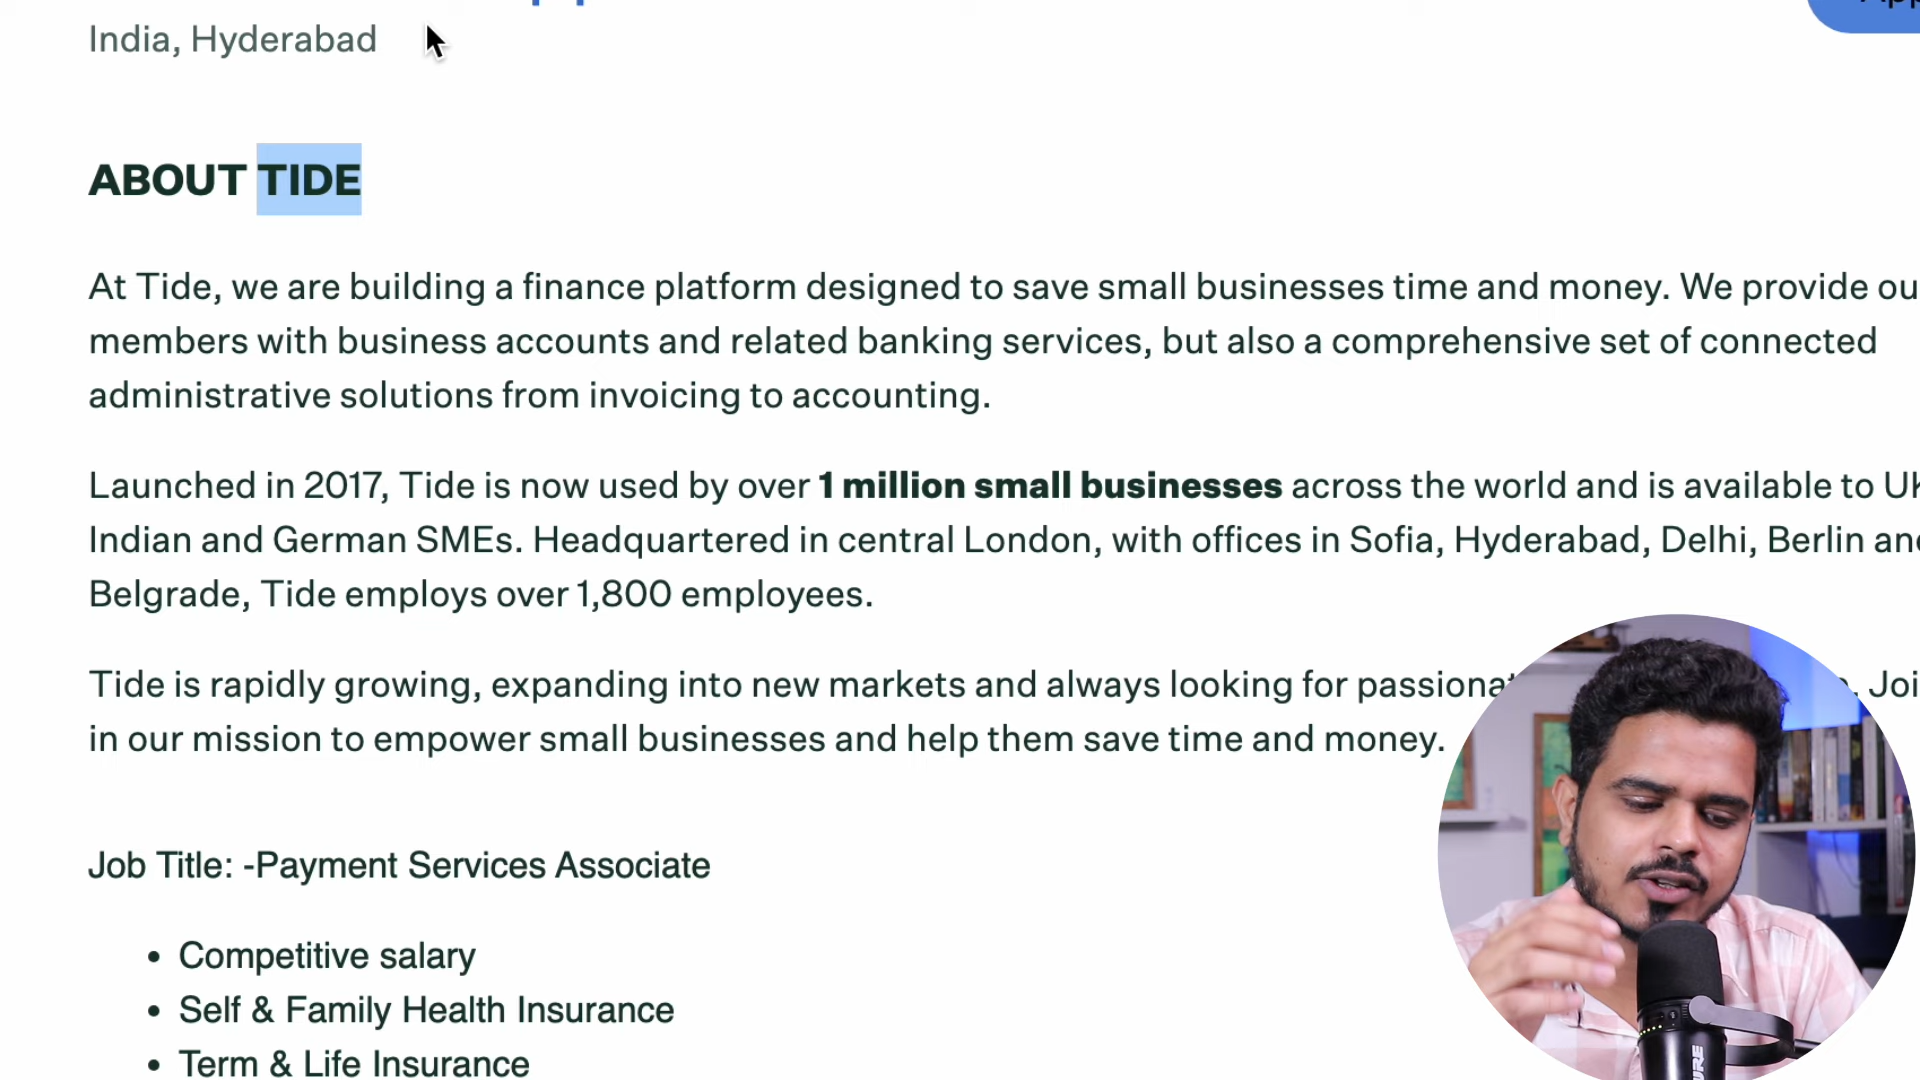 India, Hyderabad
ABOUT TIDE
At Tide, we are building a finance platform designed to save small businesses time and money. We provide
members with business accounts and related banking services, but also a comprehensive set of connected
administrative solutions from invoicing to accounting.
Launched in 2017, Tide is now used by over 1 million small businesses across the world and is available to
Indian and German SMEs. Headquartered in central London, with offices in Sofia, Hyderabad, Delhi, Berlin
Belgrade, Tide employs over 1,800 employees.
Tide is rapidly growing, expanding into new markets and always looking for
in our mission to empower small businesses and help them save time and money.
Job Title: -Payment Services Associate
• Competitive salary
• Self & Family Health Insurance
• Term & Life Insurance